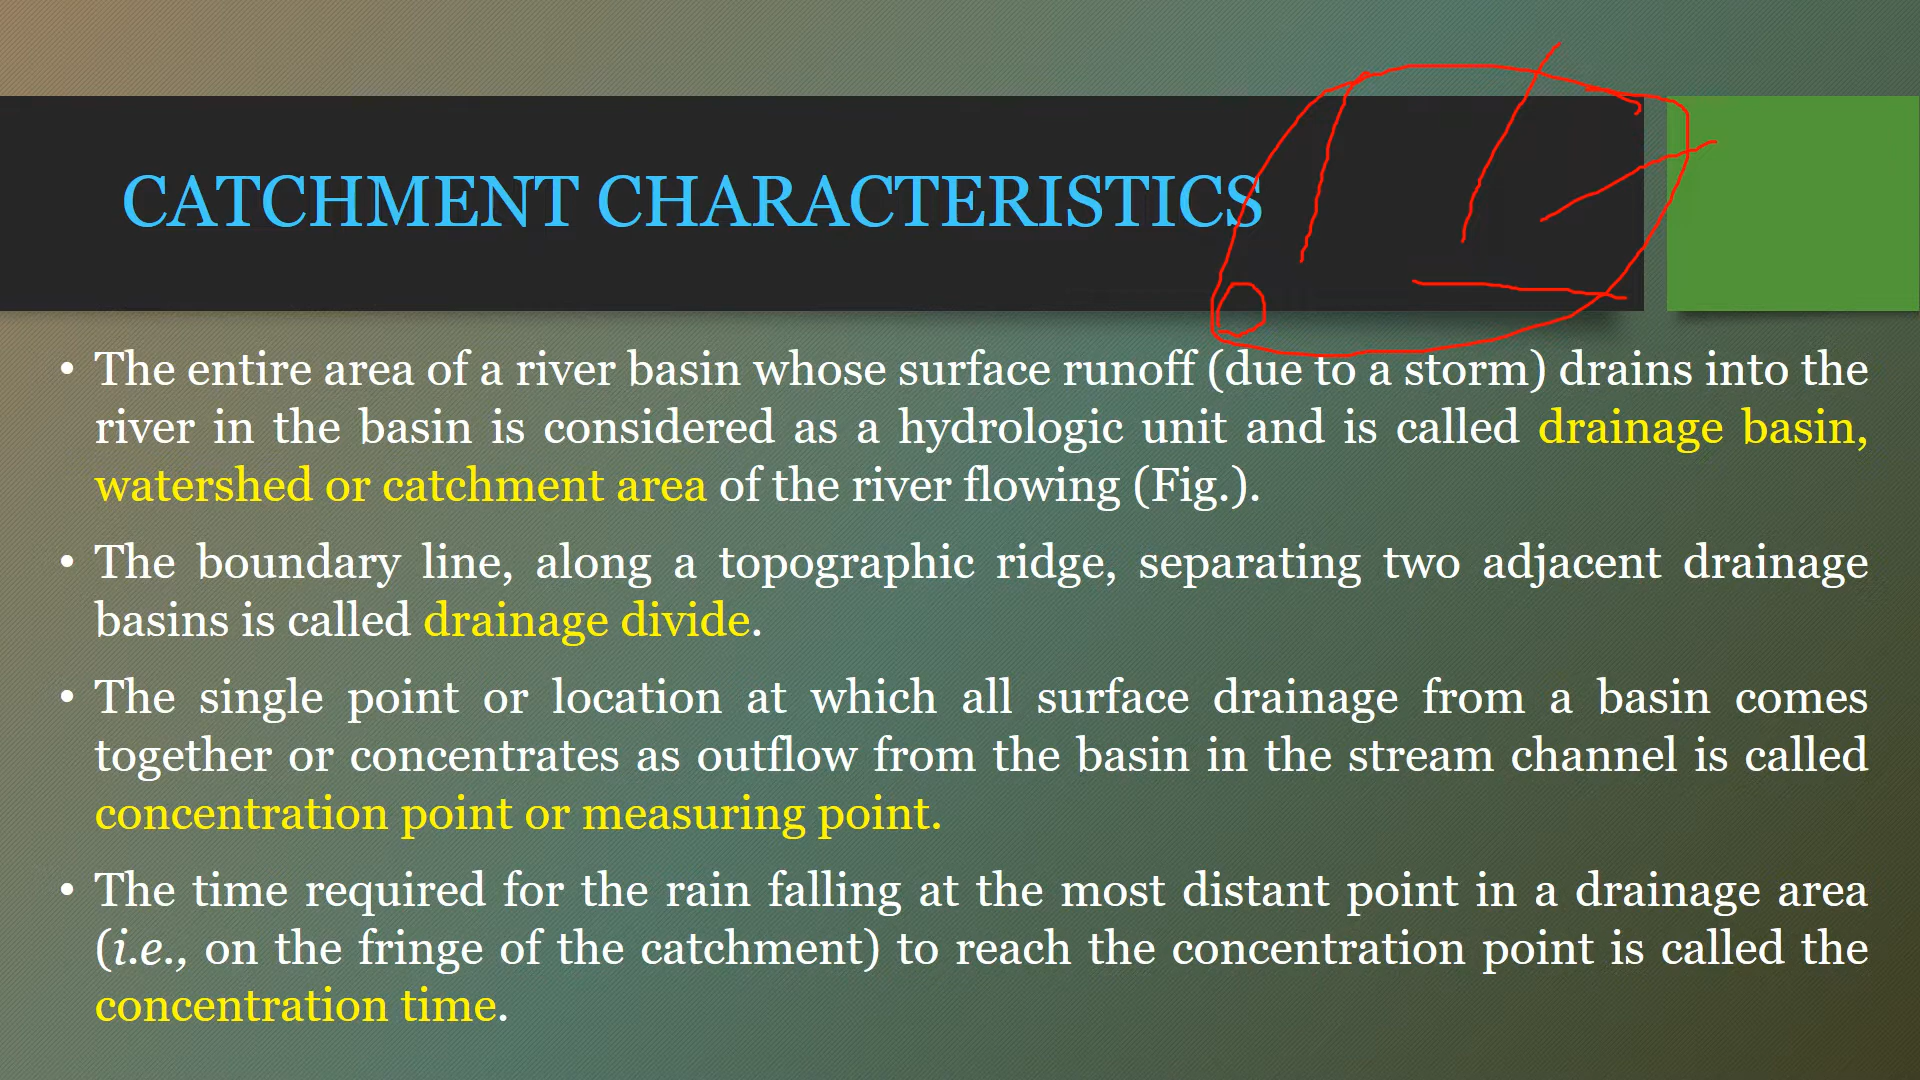 CATCHMENT CHARACTERISTICS
• The entire area of a river basin whose surface runoff (due to a storm) drains into the
river in the basin is considered as a hydrologic unit and is called drainage basin,
watershed or catchment area of the river flowing (Fig.).
• The boundary line, along a topographic ridge, separating two adjacent drainage
basins is called drainage divide.
• The single point or location at which all surface drainage from a basin comes
together or concentrates as outflow from the basin in the stream channel is called
concentration point or measuring point.
• The time required for the rain falling at the most distant point in a drainage area
(i.e., on the fringe of the catchment) to reach the concentration point is called the
concentration time.